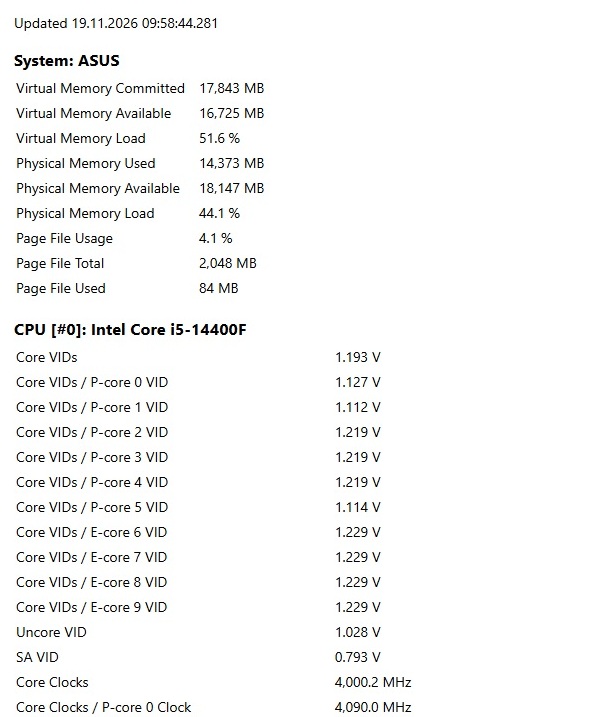 Updated 19.11.2026 09:58:44.281
System: ASUS
Virtual Memory Committed 17,843 MB
Virtual Memory Available 16,725 MB
Virtual Memory Load 51.6 %
Physical Memory Used 14,373 MB
Physical Memory Available 18,147 MB
Physical Memory Load 44.1 %
Page File Usage 4.1 %
Page File Total 2,048 MB
Page File Used 84 MB
CPU [#0]: Intel Core i5-14400F
Core VIDs 1.193 V
Core VIDs / P-core 0 VID 1.127 V
Core VIDs / P-core 1 VID 1.112 V
Core VIDs / P-core 2 VID 1.219 V
Core VIDs / P-core 3 VID 1.219 V
Core VIDs / P-core 4 VID 1.219 V
Core VIDs / P-core 5 VID 1.114 V
Core VIDs / E-core 6 VID 1.229 V
Core VIDs / E-core 7 VID 1.229 V
Core VIDs / E-core 8 VID 1.229 V
Core VIDs / E-core 9 VID 1.229 V
Uncore VID 1.028 V
SA VID 0.793 V
Core Clocks 4,000.2 MHz
Core Clocks / P-core 0 Clock 4,090.0 MHz